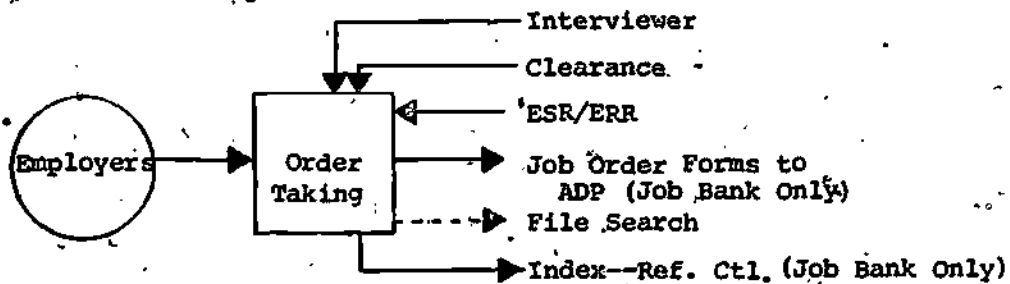 Interviewer
Clearance
ESR/ERR
Employers
Order
Taking
Job Order Forms to
ADP (Job Bank Only)
File Search
Index--Ref. Ctl. (Job Bank Only)